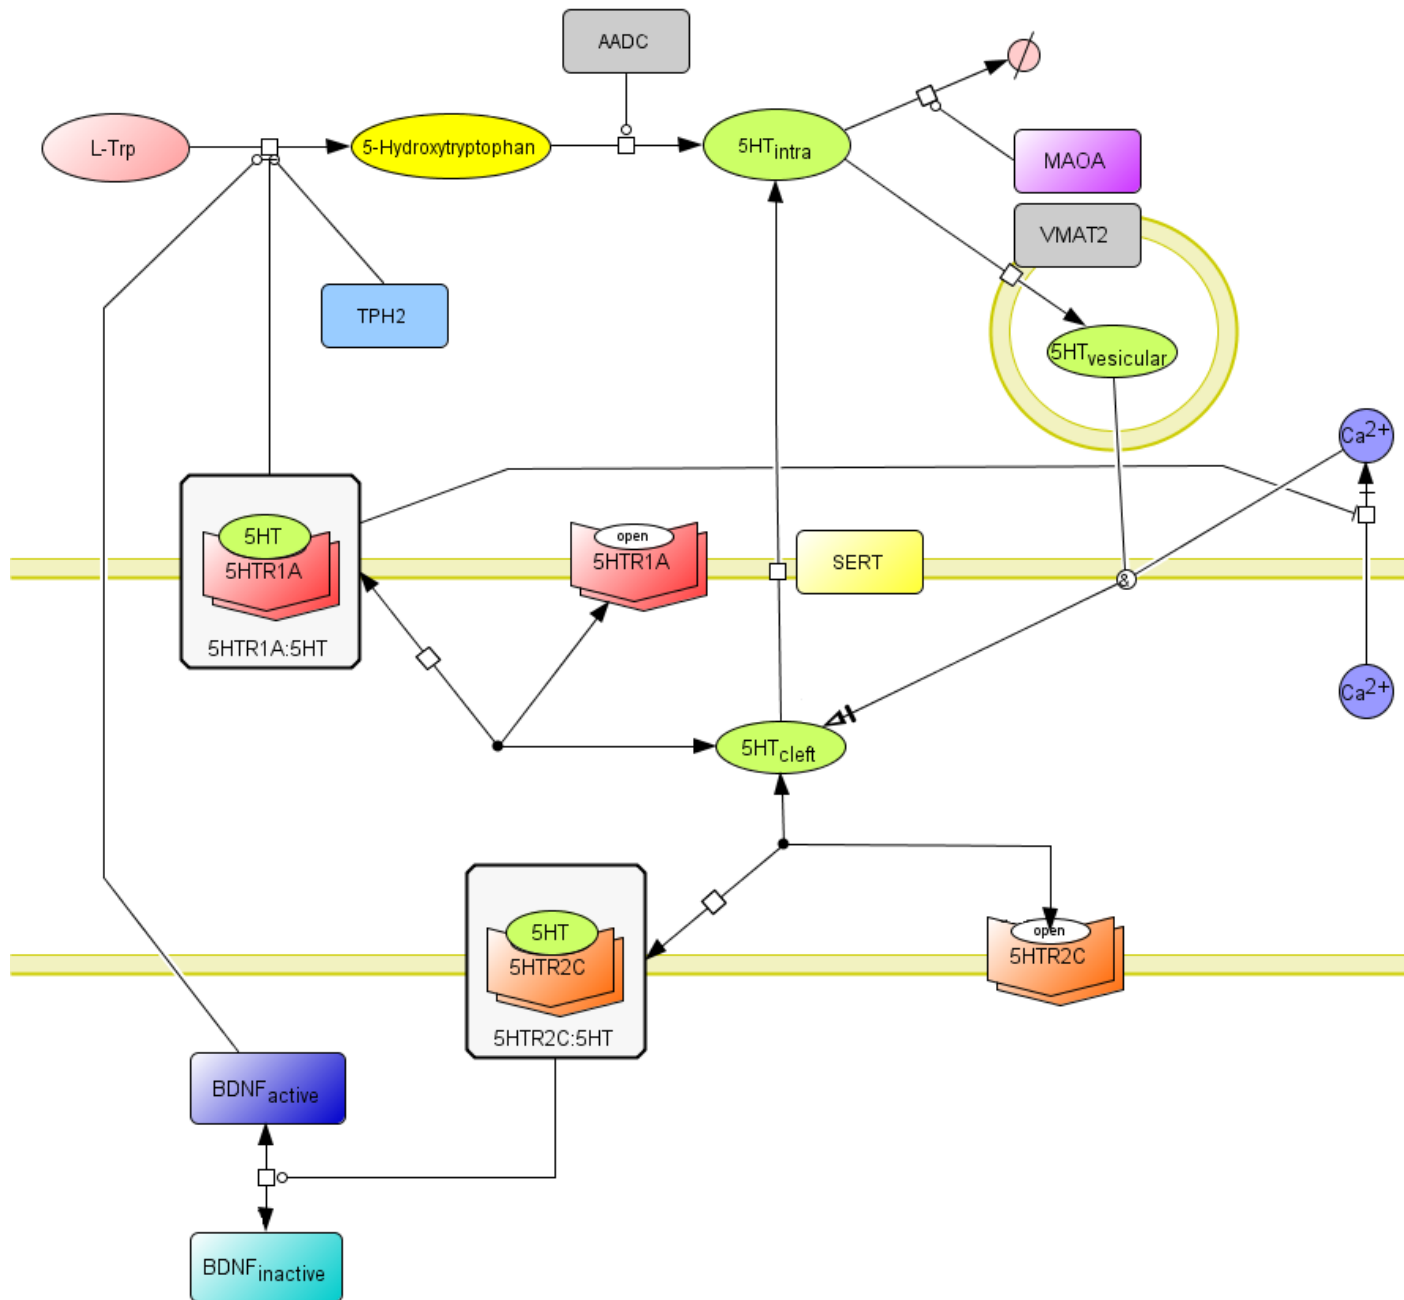 AADC
L-Trp
5-Hydroxytryptophan
5HTintra
MAOA
VMAT2
TPH2
5HTvesicular
Ca2+
5HT
5HTR1A
5HTR1A:5HT
open
5HTR1A
SERT
&
Ca2+
5HTcleft
5HT
5HTR2C
5HTR2C:5HT
open
5HTR2C
BDNFactive
BDNFinactive